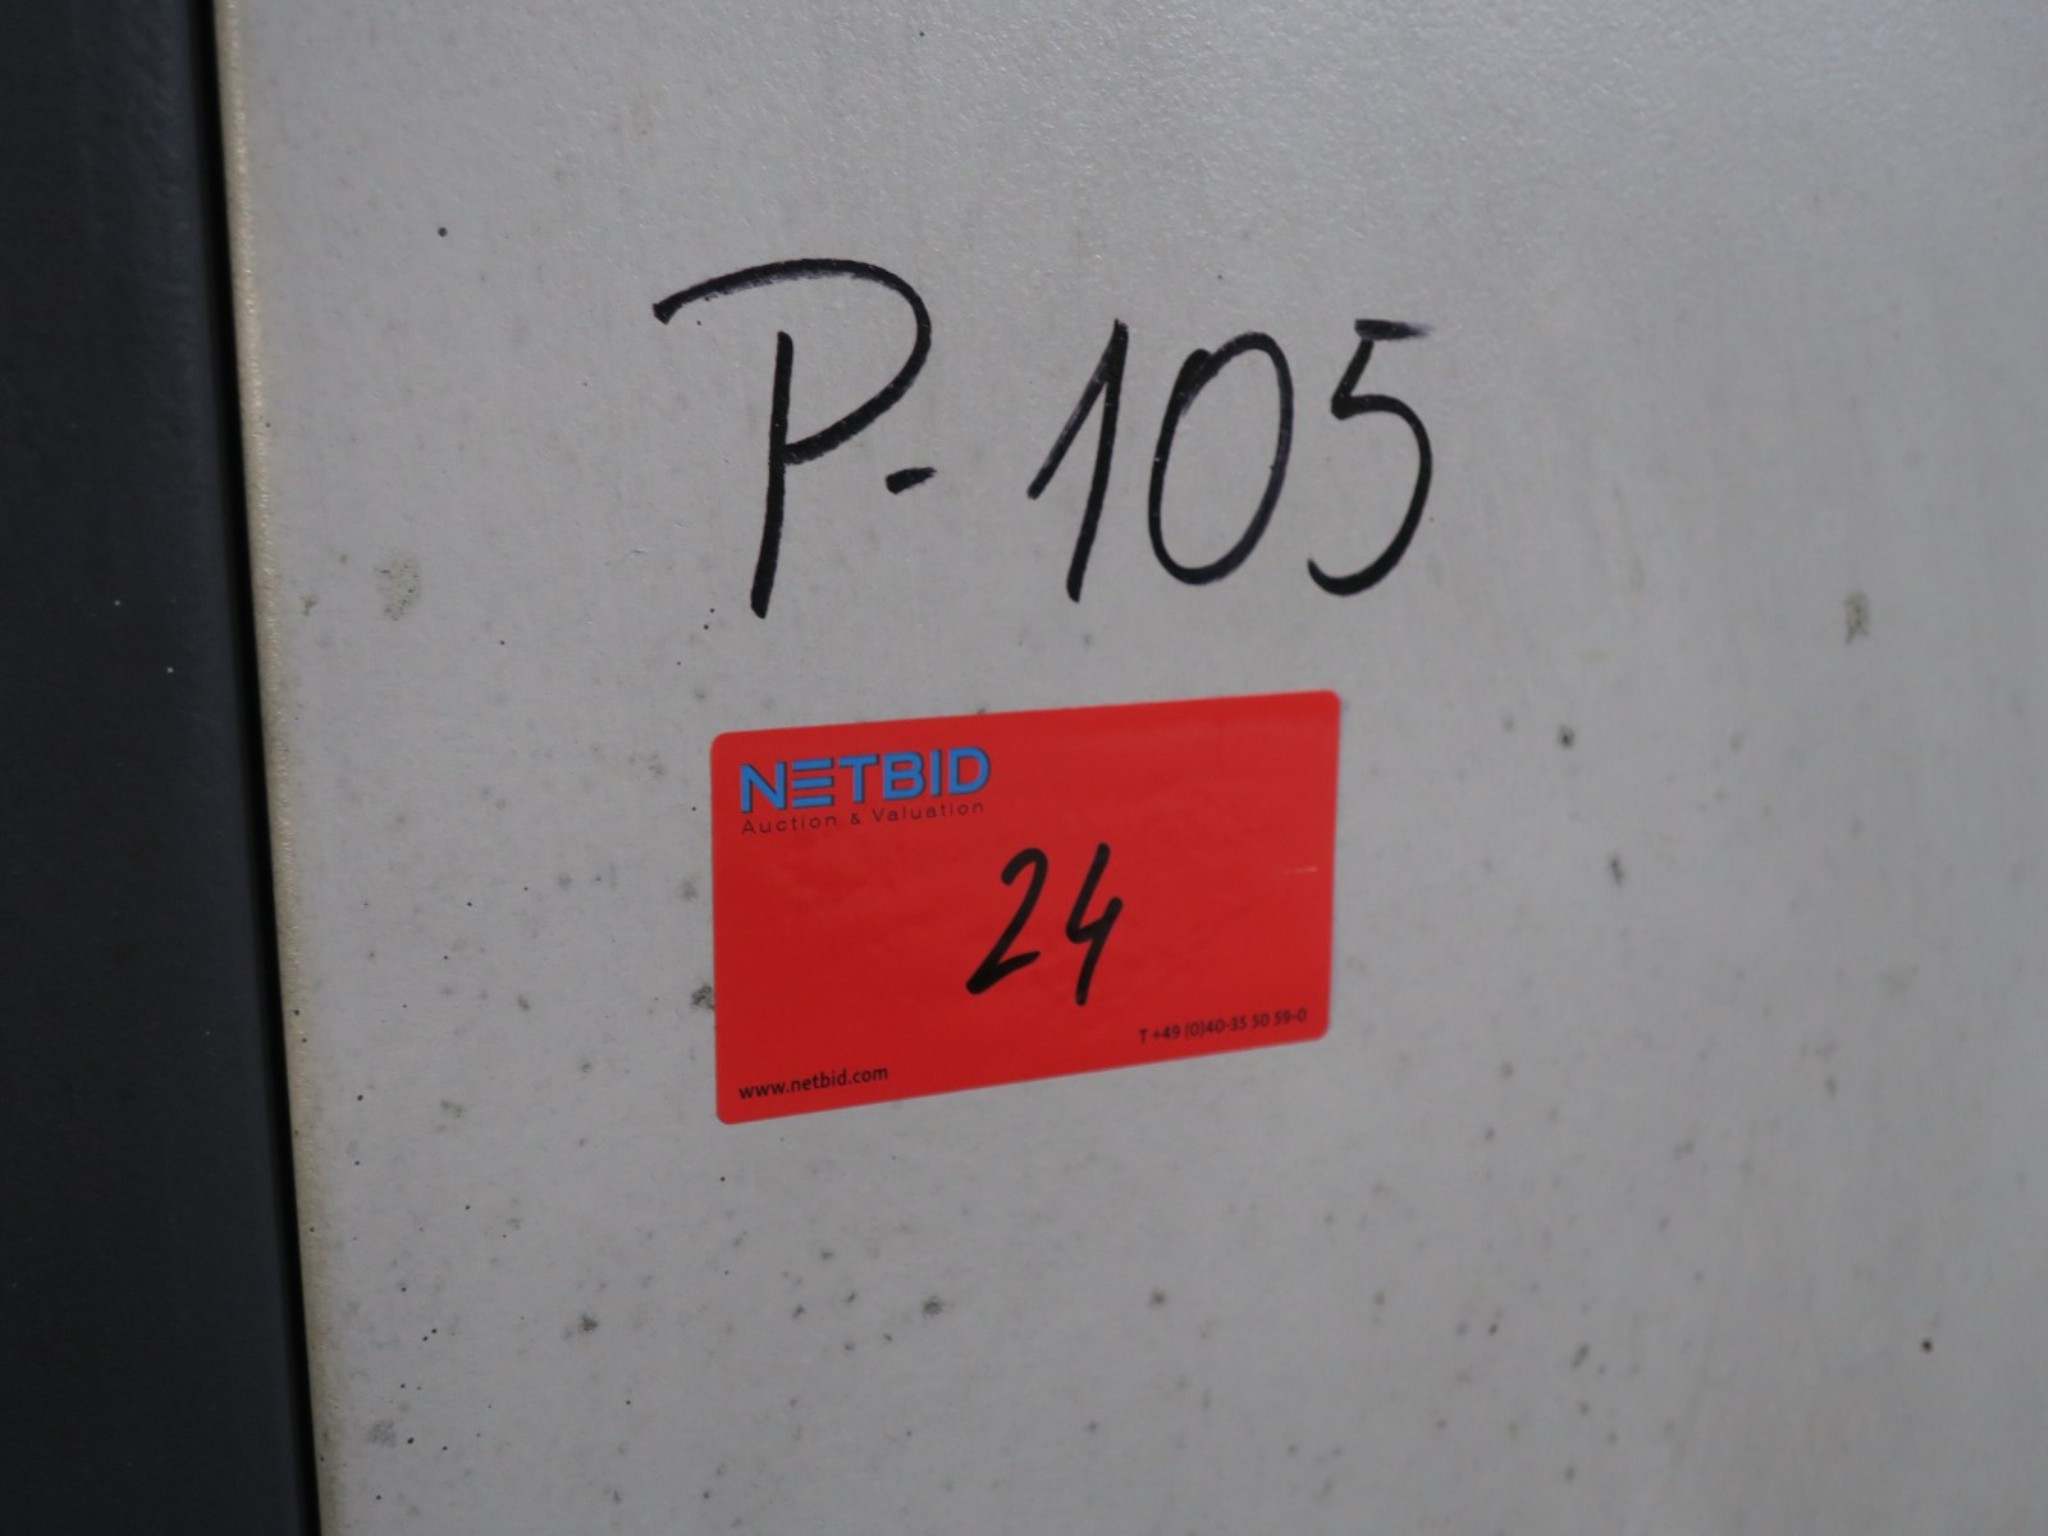 P-105
NETBID
Auction & Valuation
24
T +49 (0)40-35 50 59-0
www.netbid.com